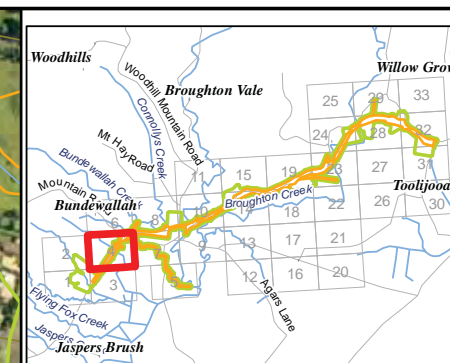 Woodhills
Willow Grov
Woodhill Mountain Road
Broughton Vale
Connollys Creek
25
29
33
Mt Hay Road
24
28
32
Bundewallah Creek
11
15
19
23
27
31
Mountain Road
Broughton Creek
Toolijooa
Bundewallah
6
8
10
14
18
22
26
30
2
9
13
17
21
1
3
12
16
20
Agars Lane
Flying Fox Creek
Jaspers
Jaspers Brush